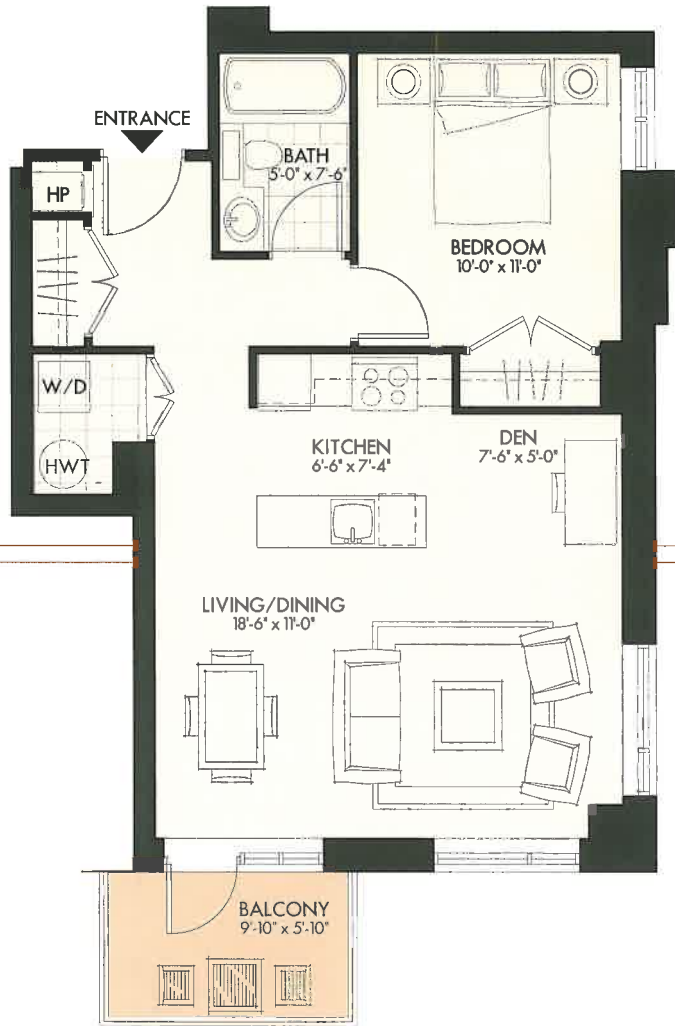 ENTRANCE
HP
BATH
5'-0" x 7'-6"
BEDROOM
10'-0" x 11'-0"
W/D
HWT
KITCHEN
6'-6" x 7'-4"
DEN
7'-6" x 5'-0"
LIVING/DINING
18'-6" x 11'-0"
BALCONY
9'-10" x 5'-10"